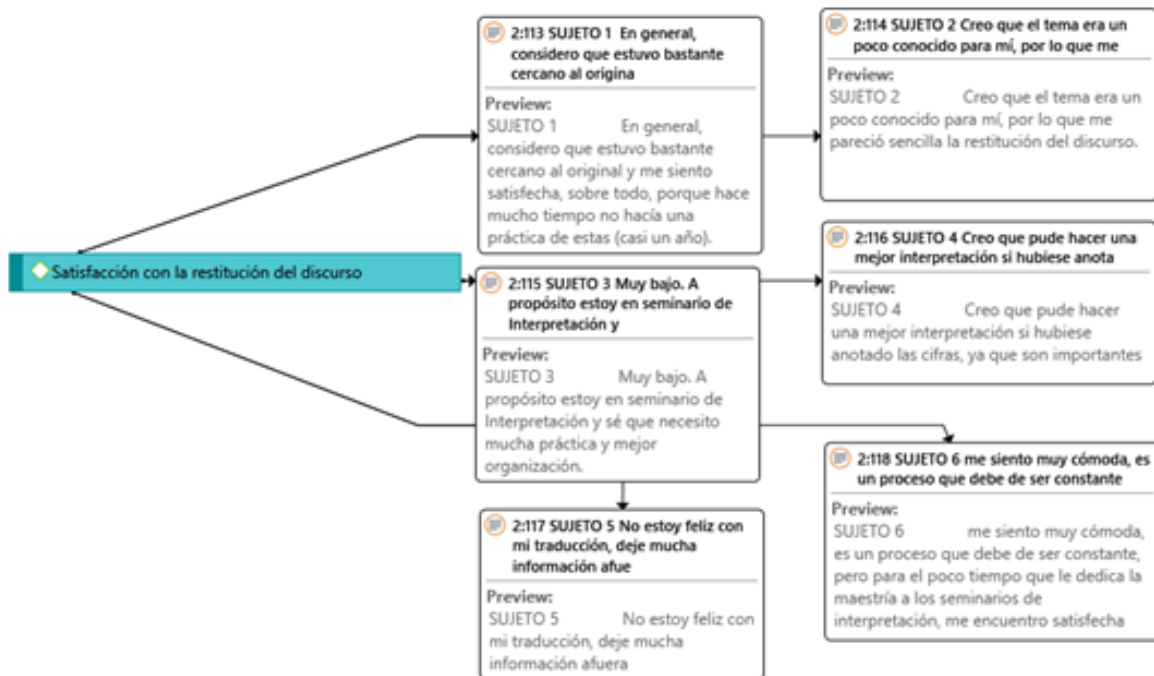 Satisfacción con la restitución del discurso
2:113 SUJETO 1 En general,
considero que estuvo bastante
cercano al origina
Preview:
SUJETO 1 En general,
considero que estuvo bastante
cercano al original y me siento
satisfecha, sobre todo, porque hace
mucho tiempo no hacía una
práctica de estas (casi un año).
2:114 SUJETO 2 Creo que el tema era un
poco conocido para mí, por lo que me
Preview:
SUJETO 2 Creo que el tema era un
poco conocido para mí, por lo que me
pareció sencilla la restitución del discurso.
2:115 SUJETO 3 Muy bajo. A
propósito estoy en seminario de
Interpretación y
Preview:
SUJETO 3 Muy bajo. A
propósito estoy en seminario de
Interpretación y sé que necesito
mucha práctica y mejor
organización.
2:116 SUJETO 4 Creo que pude hacer una
mejor interpretación si hubiese anota
Preview:
SUJETO 4 Creo que pude hacer
una mejor interpretación si hubiese
anotado las cifras, ya que son importantes
2:117 SUJETO 5 No estoy feliz con
mi traducción, deje mucha
información afue
Preview:
SUJETO 5 No estoy feliz con
mi traducción, deje mucha
información afuera
2:118 SUJETO 6 me siento muy cómoda, es
un proceso que debe de ser constante
Preview:
SUJETO 6 me siento muy cómoda,
es un proceso que debe de ser constante,
pero para el poco tiempo que le dedica la
maestría a los seminarios de
interpretación, me encuentro satisfecha